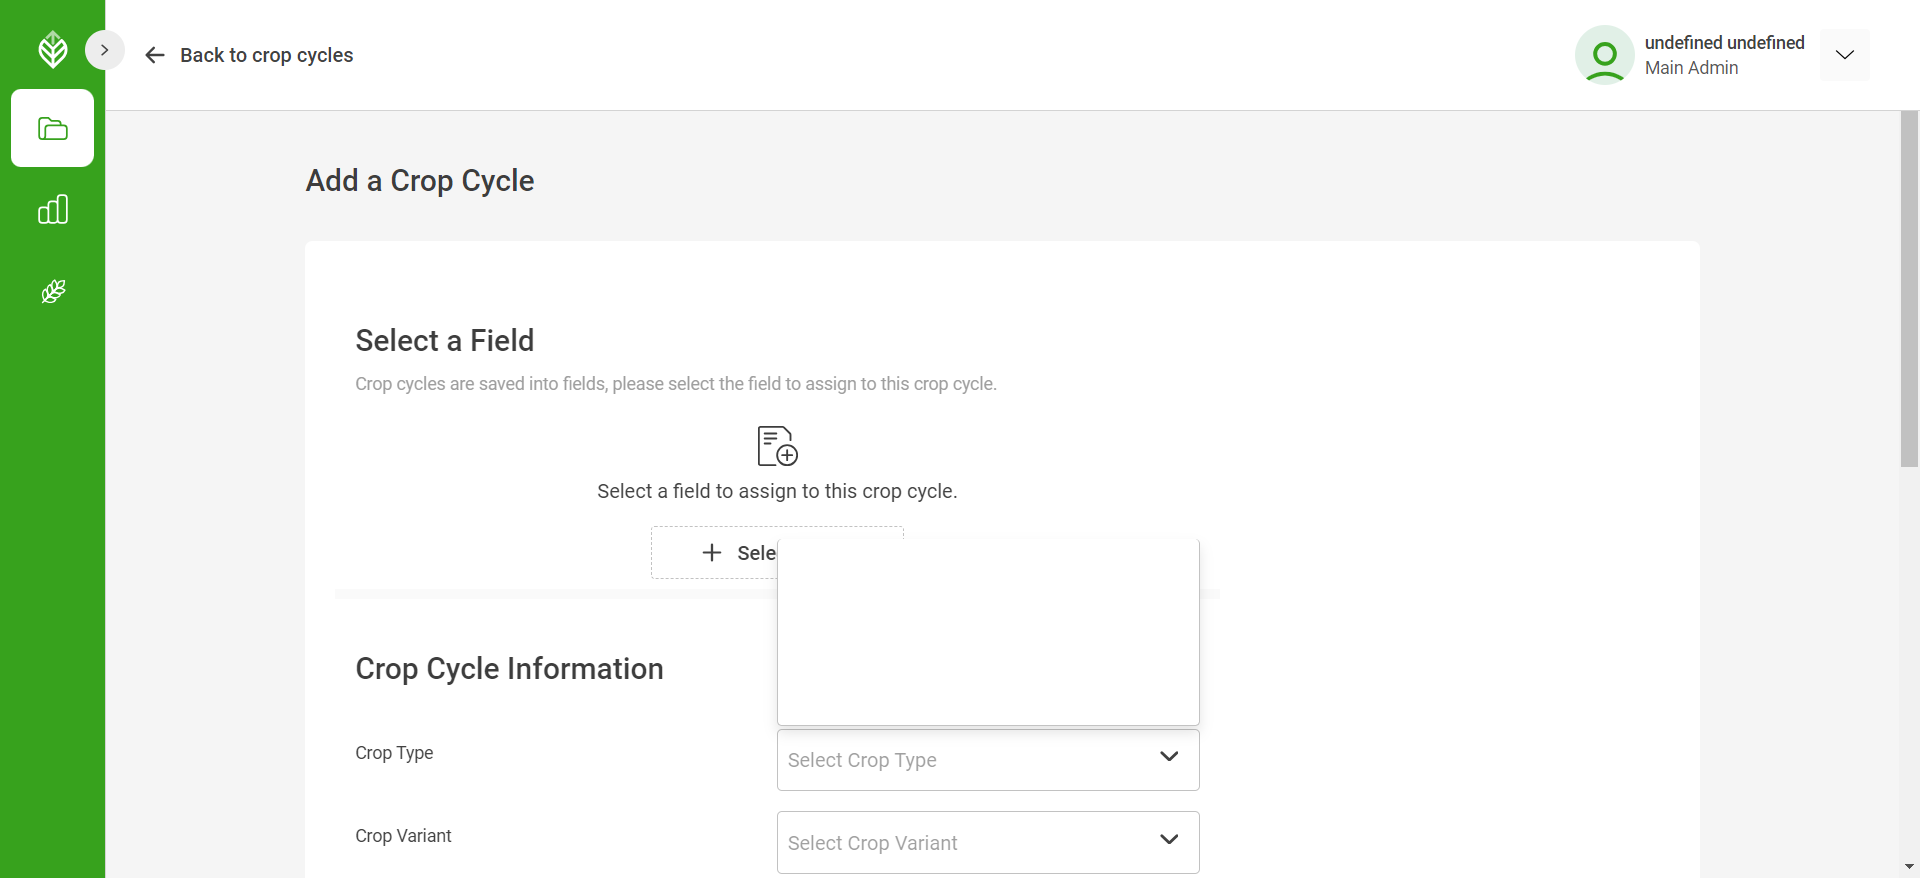 Back to crop cycles
undefined undefined
Main Admin
Add a Crop Cycle
Select a Field
Crop cycles are saved into fields, please select the field to assign to this crop cycle.
Select a field to assign to this crop cycle.
Sele
Crop Cycle Information
Crop Type
Select Crop Type
Crop Variant
Select Crop Variant